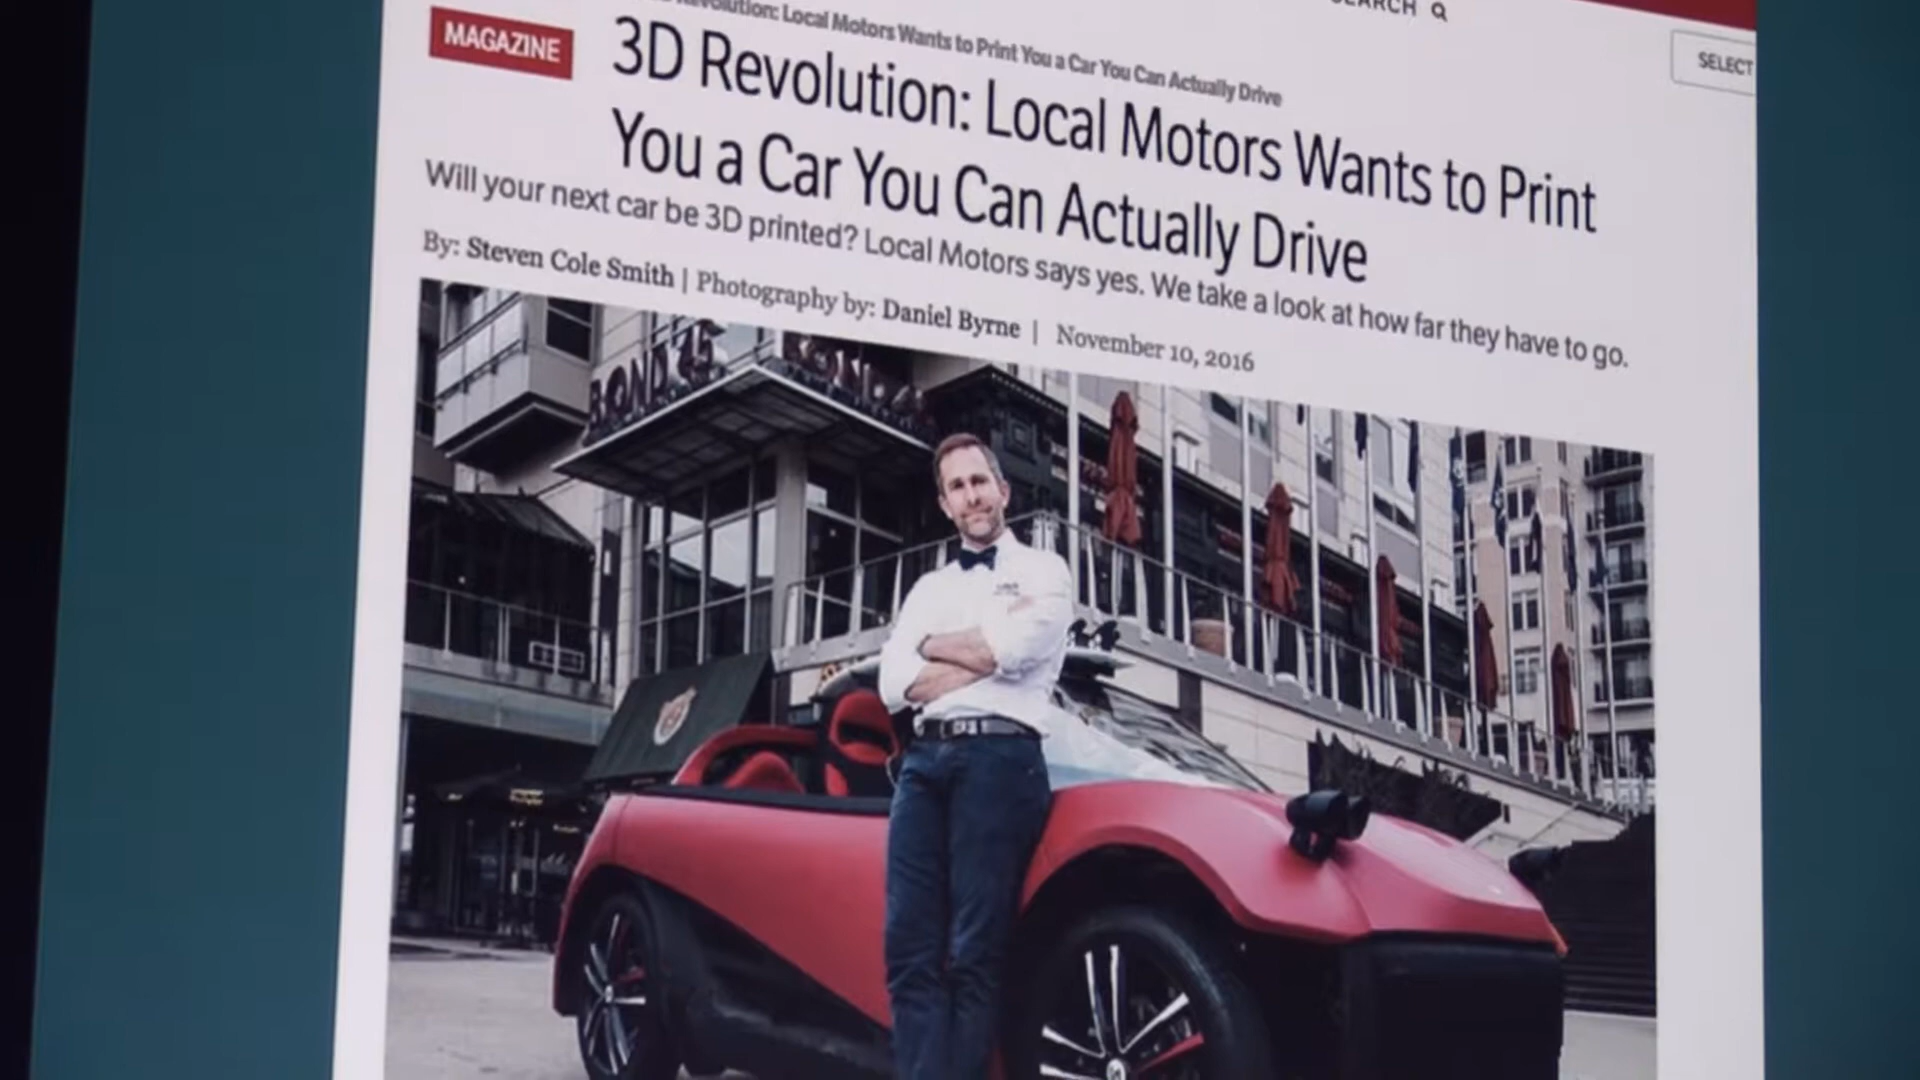 SEARCH
Revolution: Local Motors Wants to Print You a Car You Can Actually Drive
SELECT
MAGAZINE
3D Revolution: Local Motors Wants to Print
You a Car You Can Actually Drive
Will your next car be 3D printed? Local Motors says yes. We take a look at how far they have to go.
By: Steven Cole Smith | Photography by: Daniel Byrne | November 10, 2016
BOND 45